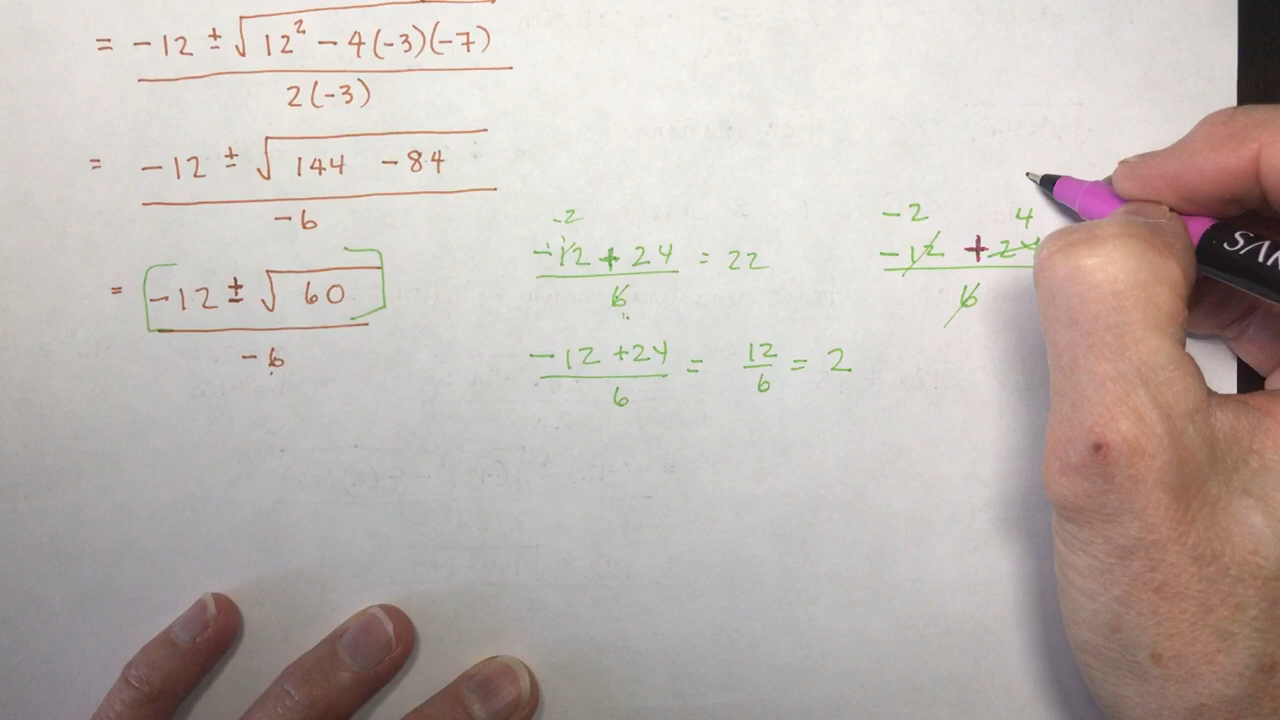 = -12 ± √12² - 4(-3)(-7)
2(-3)
= -12 ± √144 - 84
-6
= [-12 ± √60]
-6
-2
-12 + 24 = 22
6
-12 + 24 = 12 = 2
6 6
-2 4
-12 + 24
6